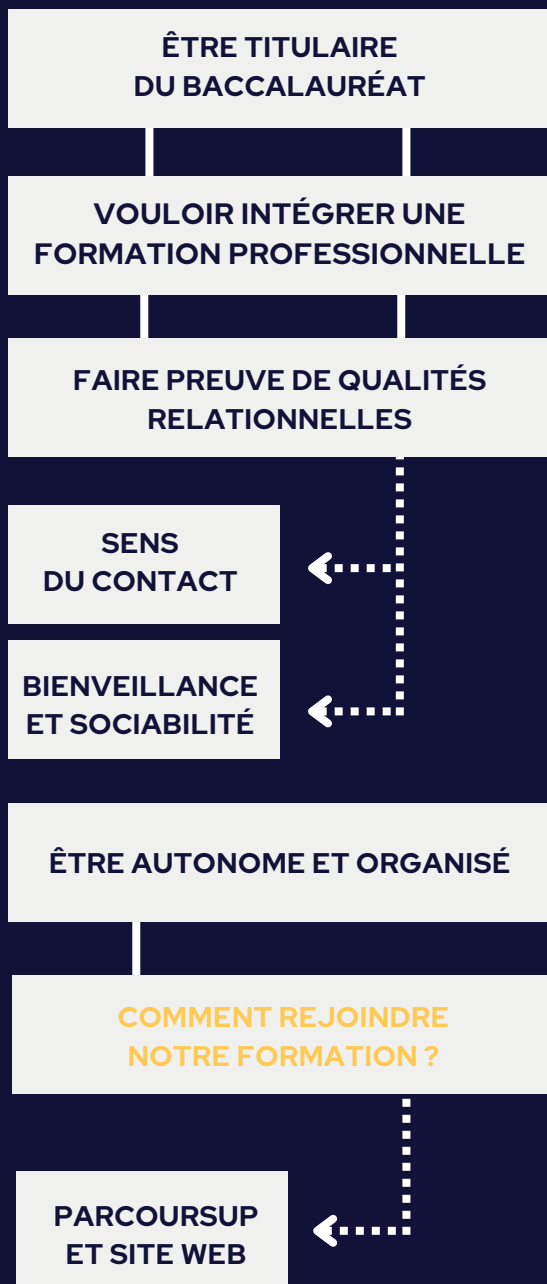 ÊTRE TITULAIRE
DU BACCALAURÉAT
VOULOIR INTÉGRER UNE
FORMATION PROFESSIONNELLE
FAIRE PREUVE DE QUALITÉS
RELATIONNELLES
SENS
DU CONTACT
BIENVEILLANCE
ET SOCIABILITÉ
ÊTRE AUTONOME ET ORGANISÉ
COMMENT REJOINDRE
NOTRE FORMATION ?
PARCOURSUP
ET SITE WEB